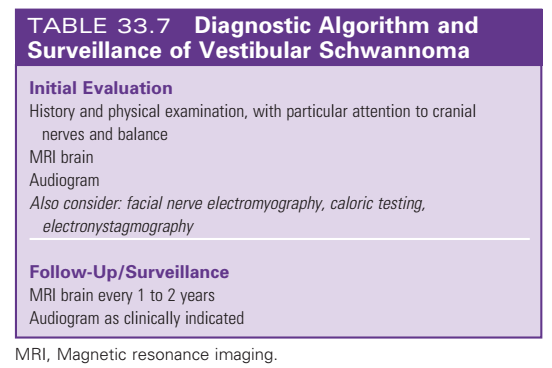 TABLE 33.7 Diagnostic Algorithm and
Surveillance of Vestibular Schwannoma
Initial Evaluation
History and physical examination, with particular attention to cranial
nerves and balance
MRI brain
Audiogram
Also consider: facial nerve electromyography, caloric testing,
electronystagmography
Follow-Up/Surveillance
MRI brain every 1 to 2 years
Audiogram as clinically indicated
MRI, Magnetic resonance imaging.